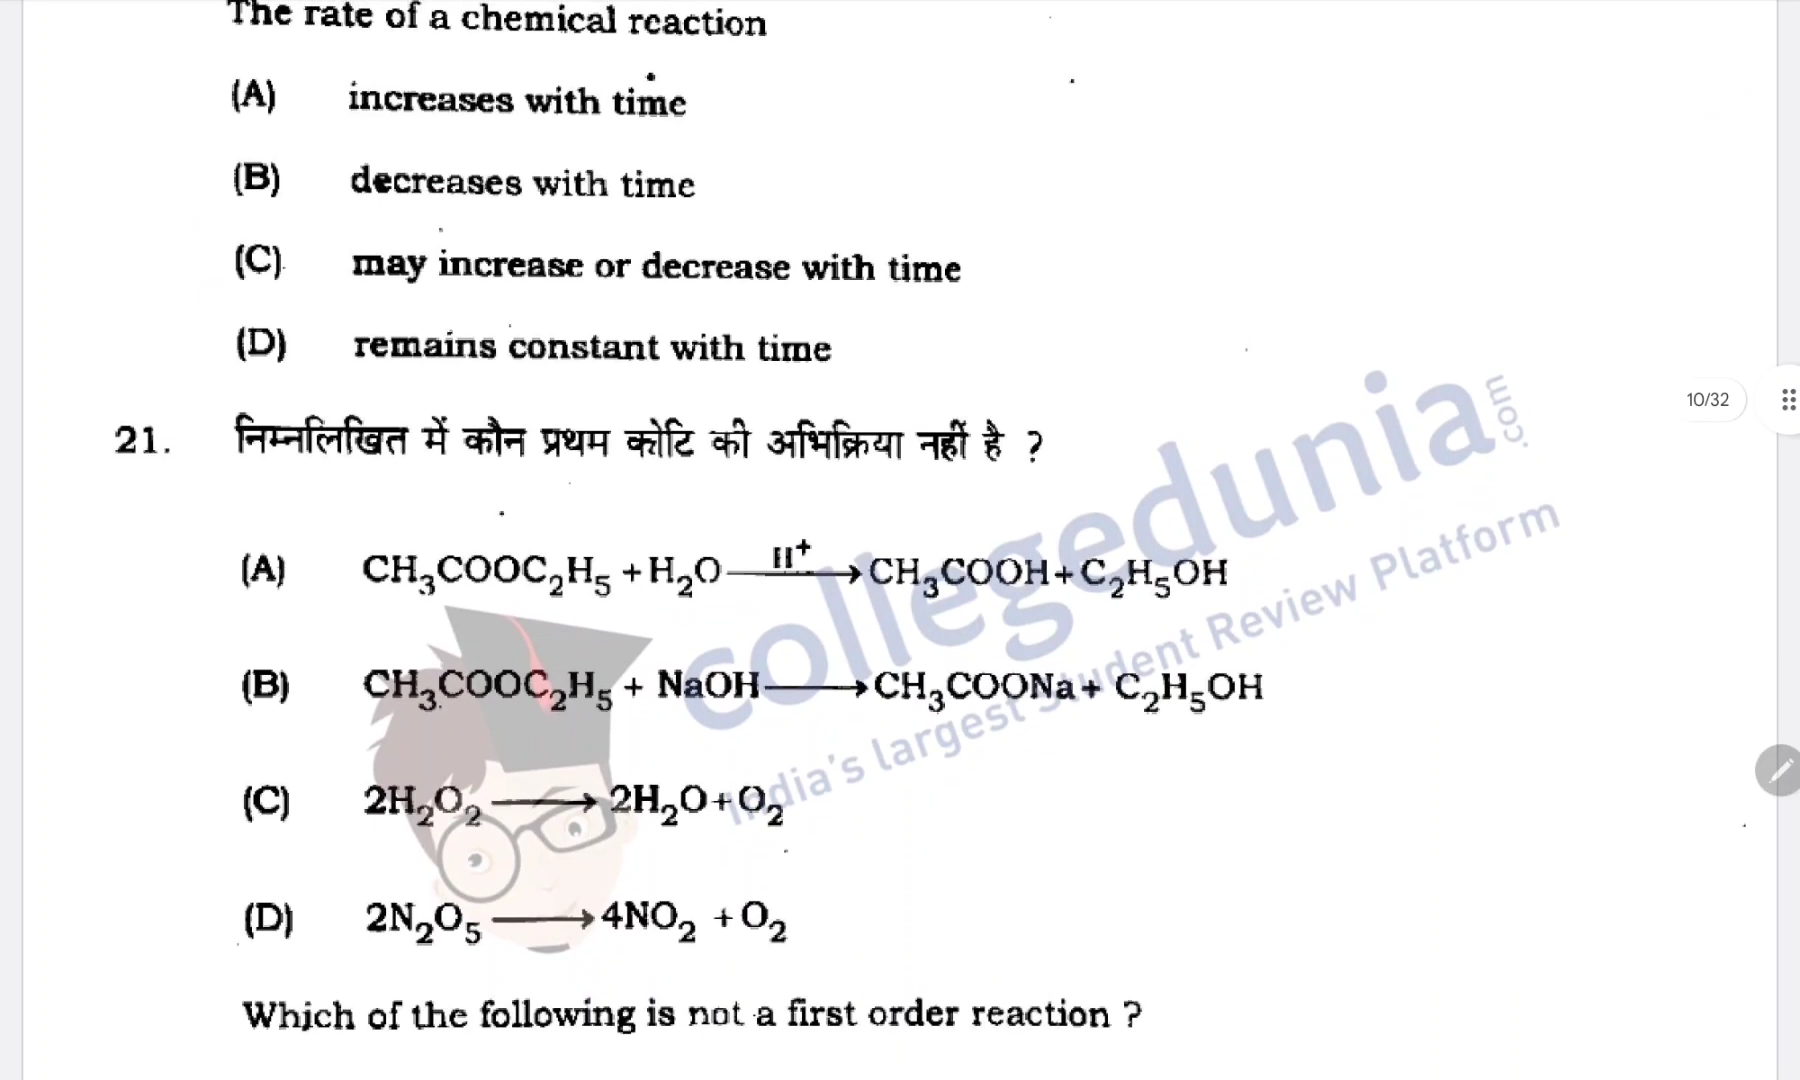 The rate of a chemical reaction
(A) increases with time
(B) decreases with time
(C) may increase or decrease with time
(D) remains constant with time
10/32
21. निम्नलिखित में कौन प्रथम कोटि की अभिक्रिया नहीं है ?
(A) CH₃COOC₂H₅ + H₂O —H⁺→ CH₃COOH + C₂H₅OH
(B) CH₃COOC₂H₅ + NaOH ⟶ CH₃COONa + C₂H₅OH
(C) 2H₂O₂ ⟶ 2H₂O + O₂
(D) 2N₂O₅ ⟶ 4NO₂ + O₂
Which of the following is not a first order reaction ?
collegedunia.com
India's largest Student Review Platform